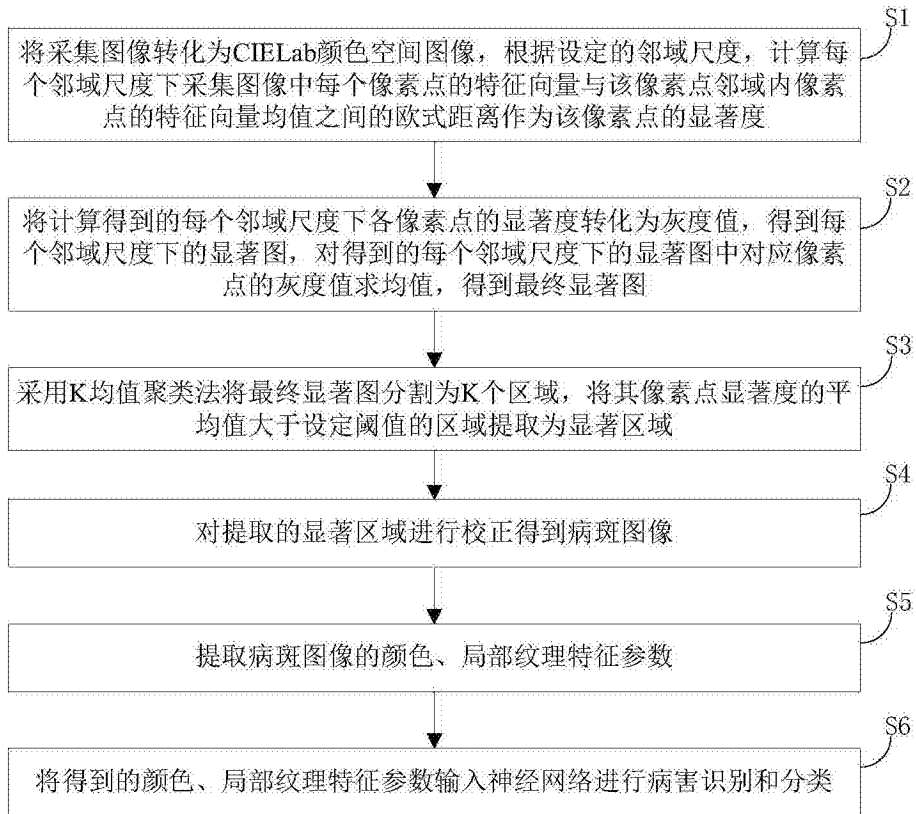 S1
将采集图像转化为CIELab颜色空间图像，根据设定的邻域尺度，计算每
个邻域尺度下采集图像中每个像素点的特征向量与该像素点邻域内像素
点的特征向量均值之间的欧式距离作为该像素点的显著度
S2
将计算得到的每个邻域尺度下各像素点的显著度转化为灰度值，得到每
个邻域尺度下的显著图，对得到的每个邻域尺度下的显著图中对应像素
点的灰度值求均值，得到最终显著图
S3
采用K均值聚类法将最终显著图分割为K个区域，将其像素点显著度的平
均值大于设定阈值的区域提取为显著区域
S4
对提取的显著区域进行校正得到病斑图像
S5
提取病斑图像的颜色、局部纹理特征参数
S6
将得到的颜色、局部纹理特征参数输入神经网络进行病害识别和分类